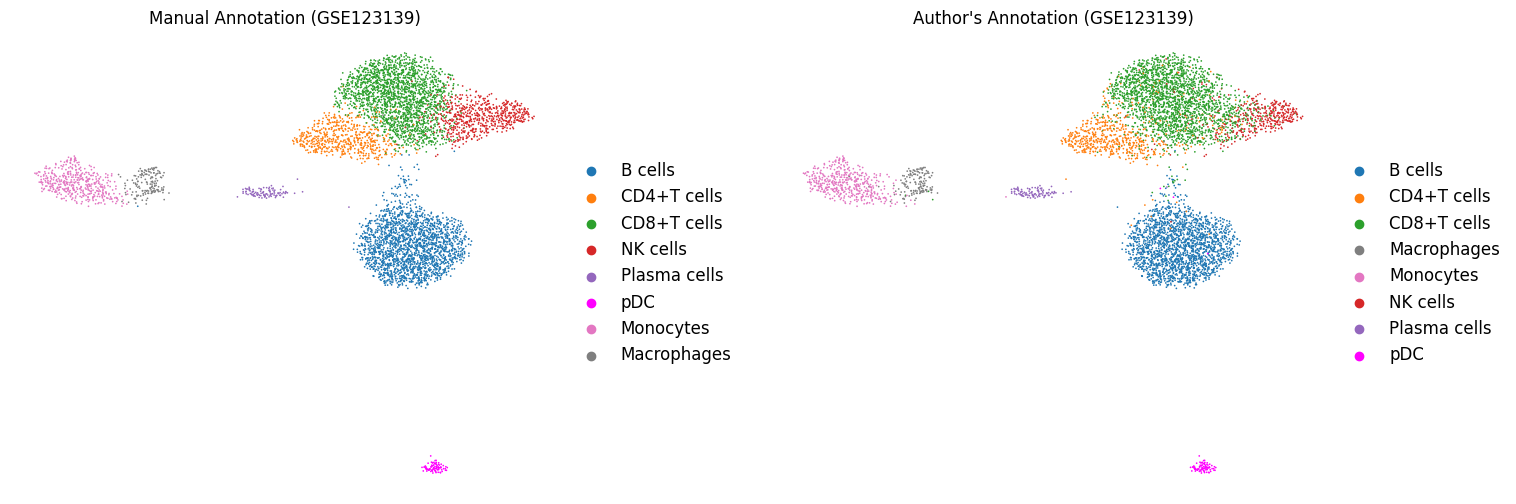 Manual Annotation (GSE123139)
B cells
CD4+T cells
CD8+T cells
NK cells
Plasma cells
pDC
Monocytes
Macrophages
Author's Annotation (GSE123139)
B cells
CD4+T cells
CD8+T cells
Macrophages
Monocytes
NK cells
Plasma cells
pDC